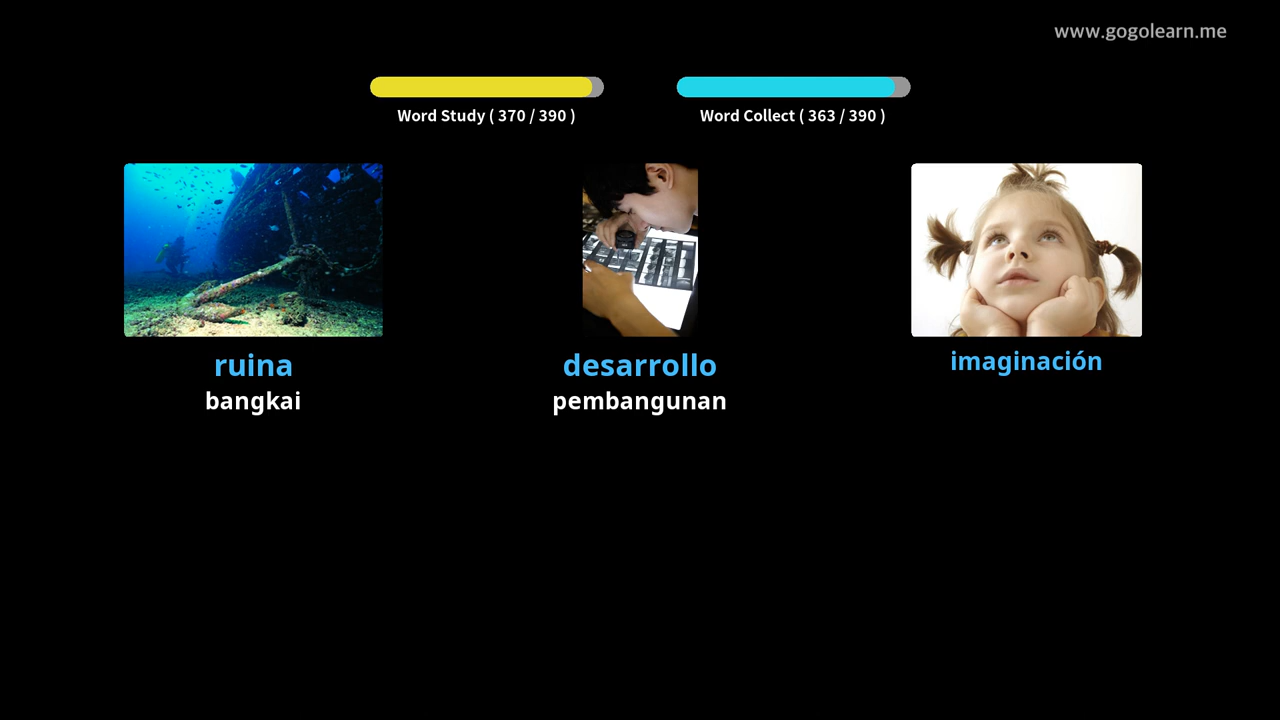 www.gogolearn.me
Word Study ( 370 / 390 )
Word Collect ( 363 / 390 )
ruina
bangkai
desarrollo
pembangunan
imaginación